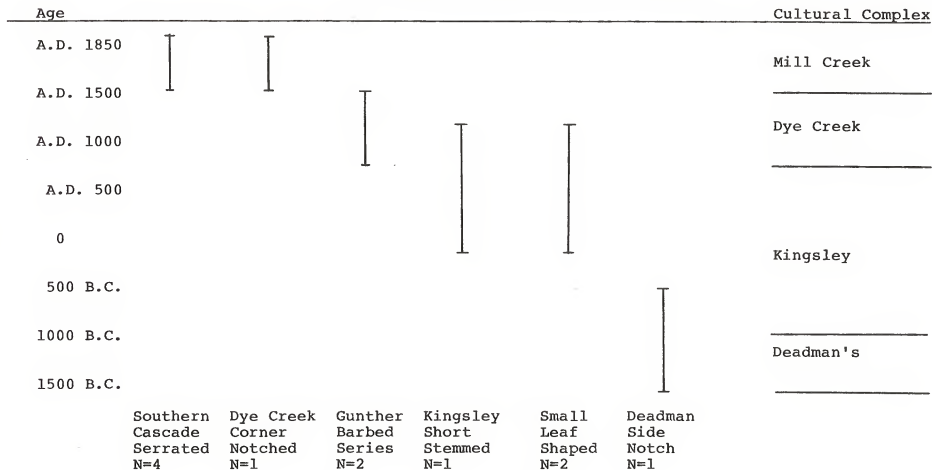 Age Cultural Complex
A.D. 1850
Mill Creek
A.D. 1500
Dye Creek
A.D. 1000
A.D. 500
0
Kingsley
500 B.C.
1000 B.C.
Deadman's
1500 B.C.
Southern Dye Creek Gunther Kingsley Small Deadman
Cascade Corner Barbed Short Leaf Side
Serrated Notched Series Stemmed Shaped Notch
N=4 N=1 N=2 N=1 N=2 N=1